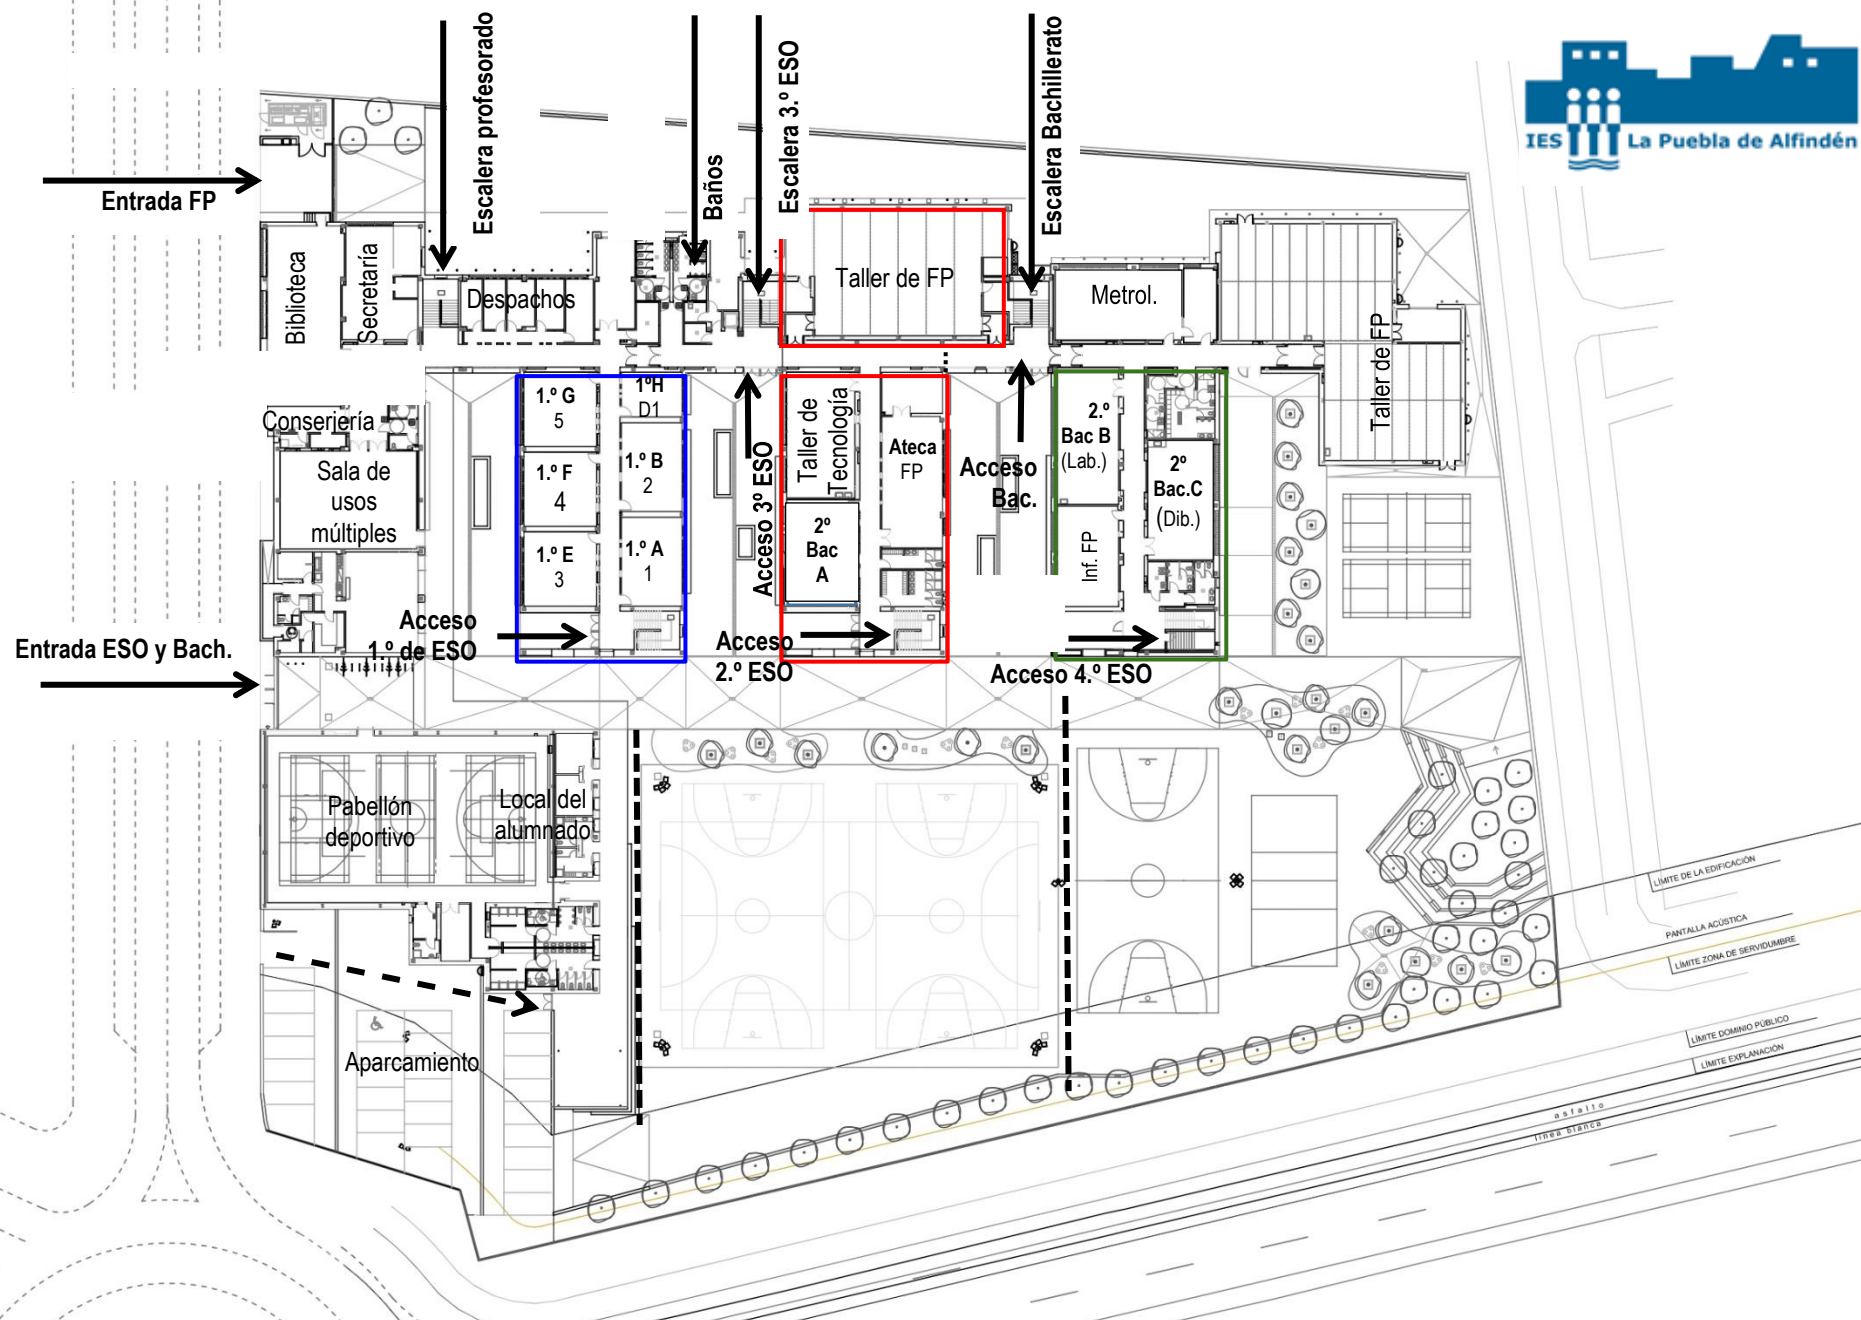 Escalera profesorado
Baños
Escalera 3.º ESO
Escalera Bachillerato
IES La Puebla de Alfindén
Entrada FP
Biblioteca
Secretaría
Despachos
Taller de FP
Metrol.
Taller de FP
Conserjería
Sala de
usos
múltiples
1.º G
5
1ºH
D1
1.º F
4
1.º B
2
1.º E
3
1.º A
1
Acceso 3º ESO
Taller de
Tecnología
Ateca
FP
2º
Bac
A
Acceso
Bac.
2.º
Bac B
(Lab.)
Inf. FP
2º
Bac.C
(Dib.)
Entrada ESO y Bach.
Acceso
1.º de ESO
Acceso
2.º ESO
Acceso 4.º ESO
Pabellón
deportivo
Local del
alumnado
Aparcamiento
LÍMITE DE LA EDIFICACIÓN
PANTALLA ACÚSTICA
LÍMITE ZONA DE SERVIDUMBRE
LÍMITE DOMINIO PÚBLICO
LÍMITE EXPLANACIÓN
asfalto
línea blanca